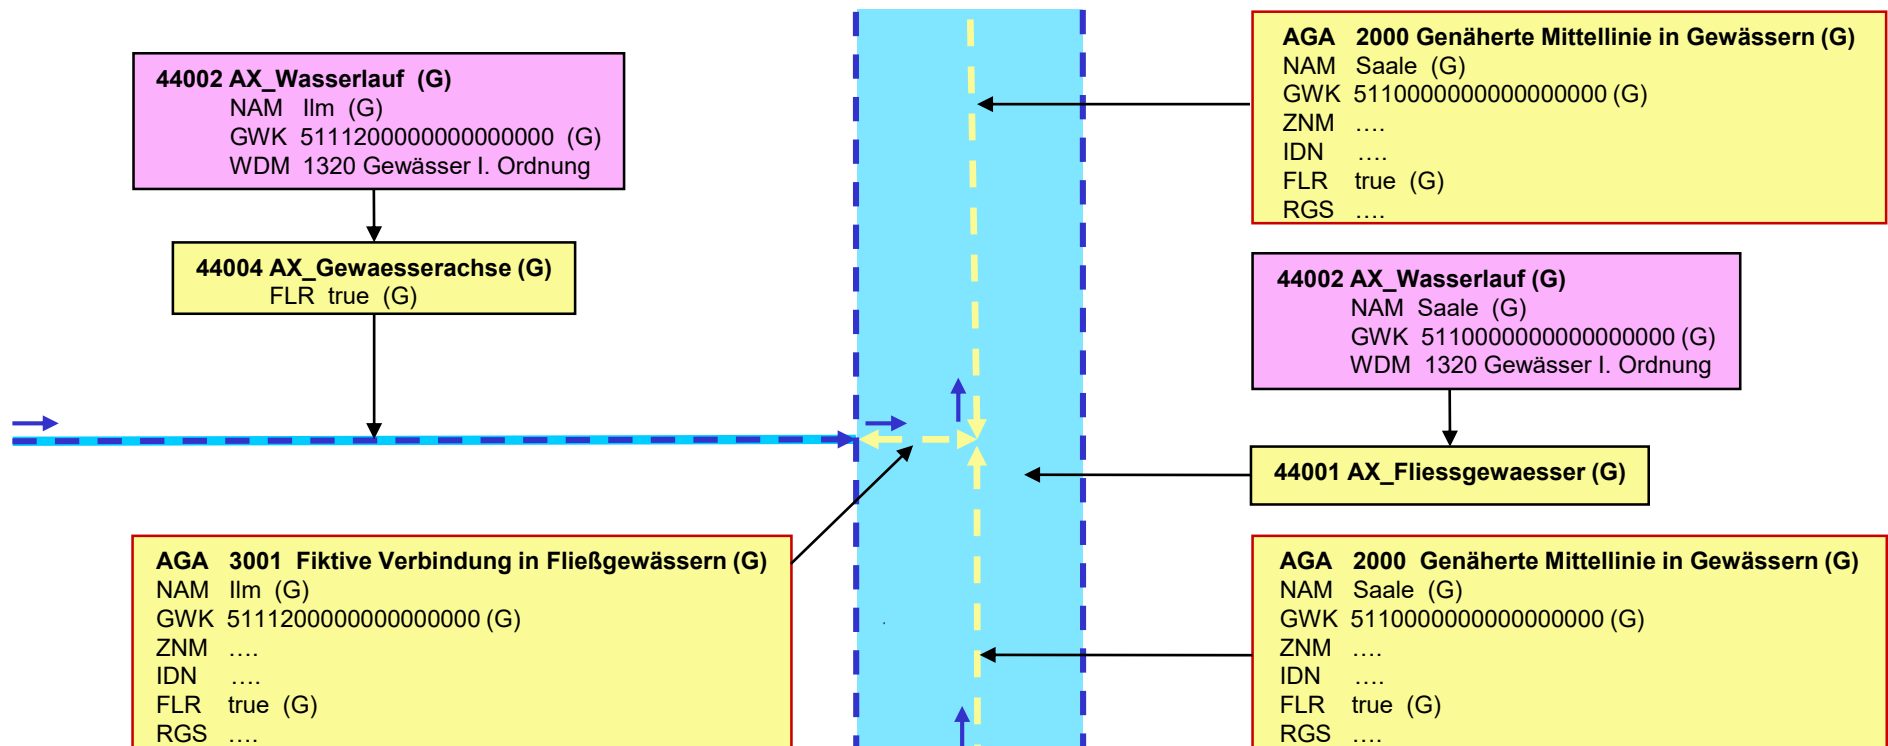 44002 AX_Wasserlauf (G)
NAM Ilm (G)
GWK 5111200000000000000 (G)
WDM 1320 Gewässer I. Ordnung
44004 AX_Gewaesserachse (G)
FLR true (G)
AGA 3001 Fiktive Verbindung in Fließgewässern (G)
NAM Ilm (G)
GWK 5111200000000000000 (G)
ZNM ....
IDN ....
FLR true (G)
RGS ....
AGA 2000 Genäherte Mittellinie in Gewässern (G)
NAM Saale (G)
GWK 5110000000000000000 (G)
ZNM ....
IDN ....
FLR true (G)
RGS ....
44002 AX_Wasserlauf (G)
NAM Saale (G)
GWK 5110000000000000000 (G)
WDM 1320 Gewässer I. Ordnung
44001 AX_Fliessgewaesser (G)
AGA 2000 Genäherte Mittellinie in Gewässern (G)
NAM Saale (G)
GWK 5110000000000000000 (G)
ZNM ....
IDN ....
FLR true (G)
RGS ....